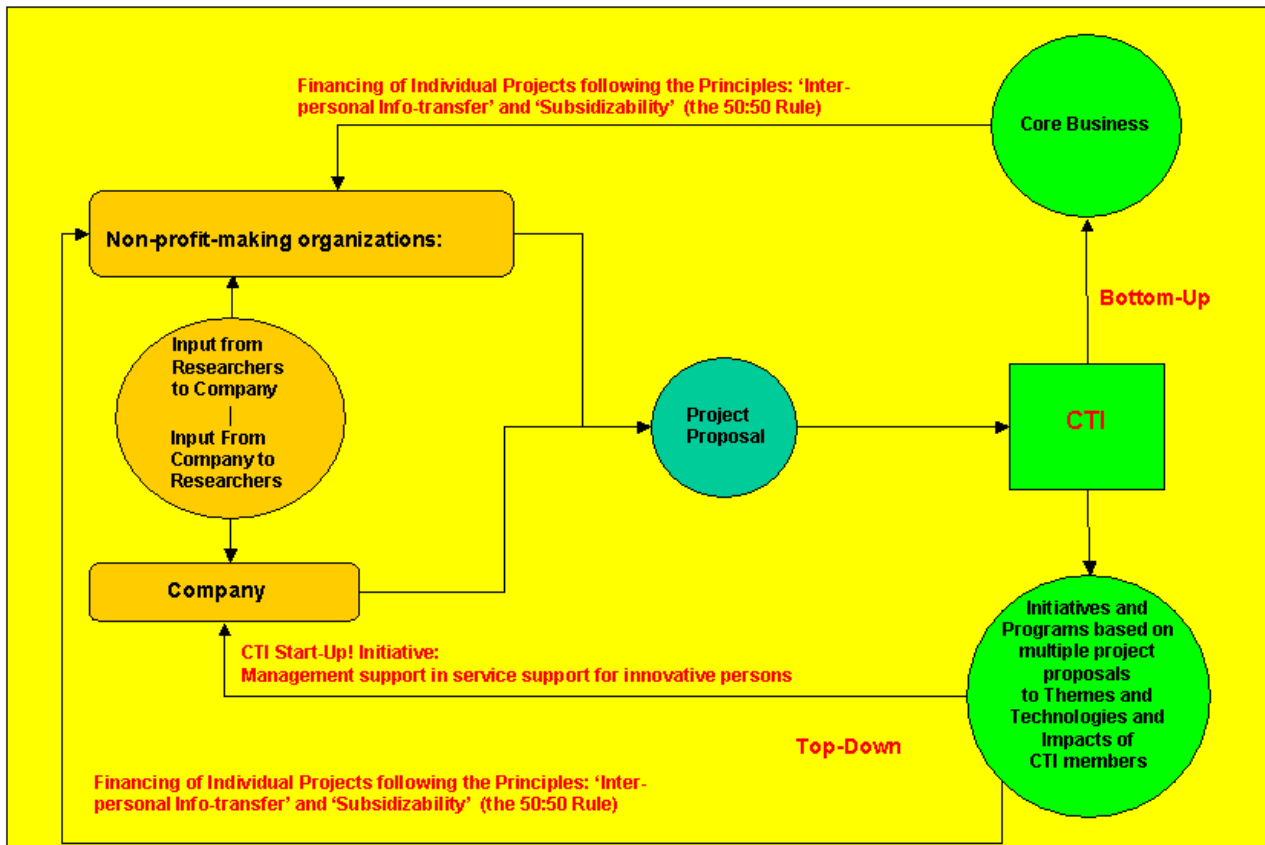 Financing of Individual Projects following the Principles: ‘Inter-
personal Info-transfer’ and ‘Subsidizability’ (the 50:50 Rule)
Core Business
Non-profit-making organizations:
Bottom-Up
Input from
Researchers
to Company
Input From
Company to
Researchers
Project
Proposal
CTI
Company
Initiatives and
Programs based on
multiple project
proposals
to Themes and
Technologies and
Impacts of
CTI members
CTI Start-Up! Initiative:
Management support in service support for innovative persons
Top-Down
Financing of Individual Projects following the Principles: ‘Inter-
personal Info-transfer’ and ‘Subsidizability’ (the 50:50 Rule)